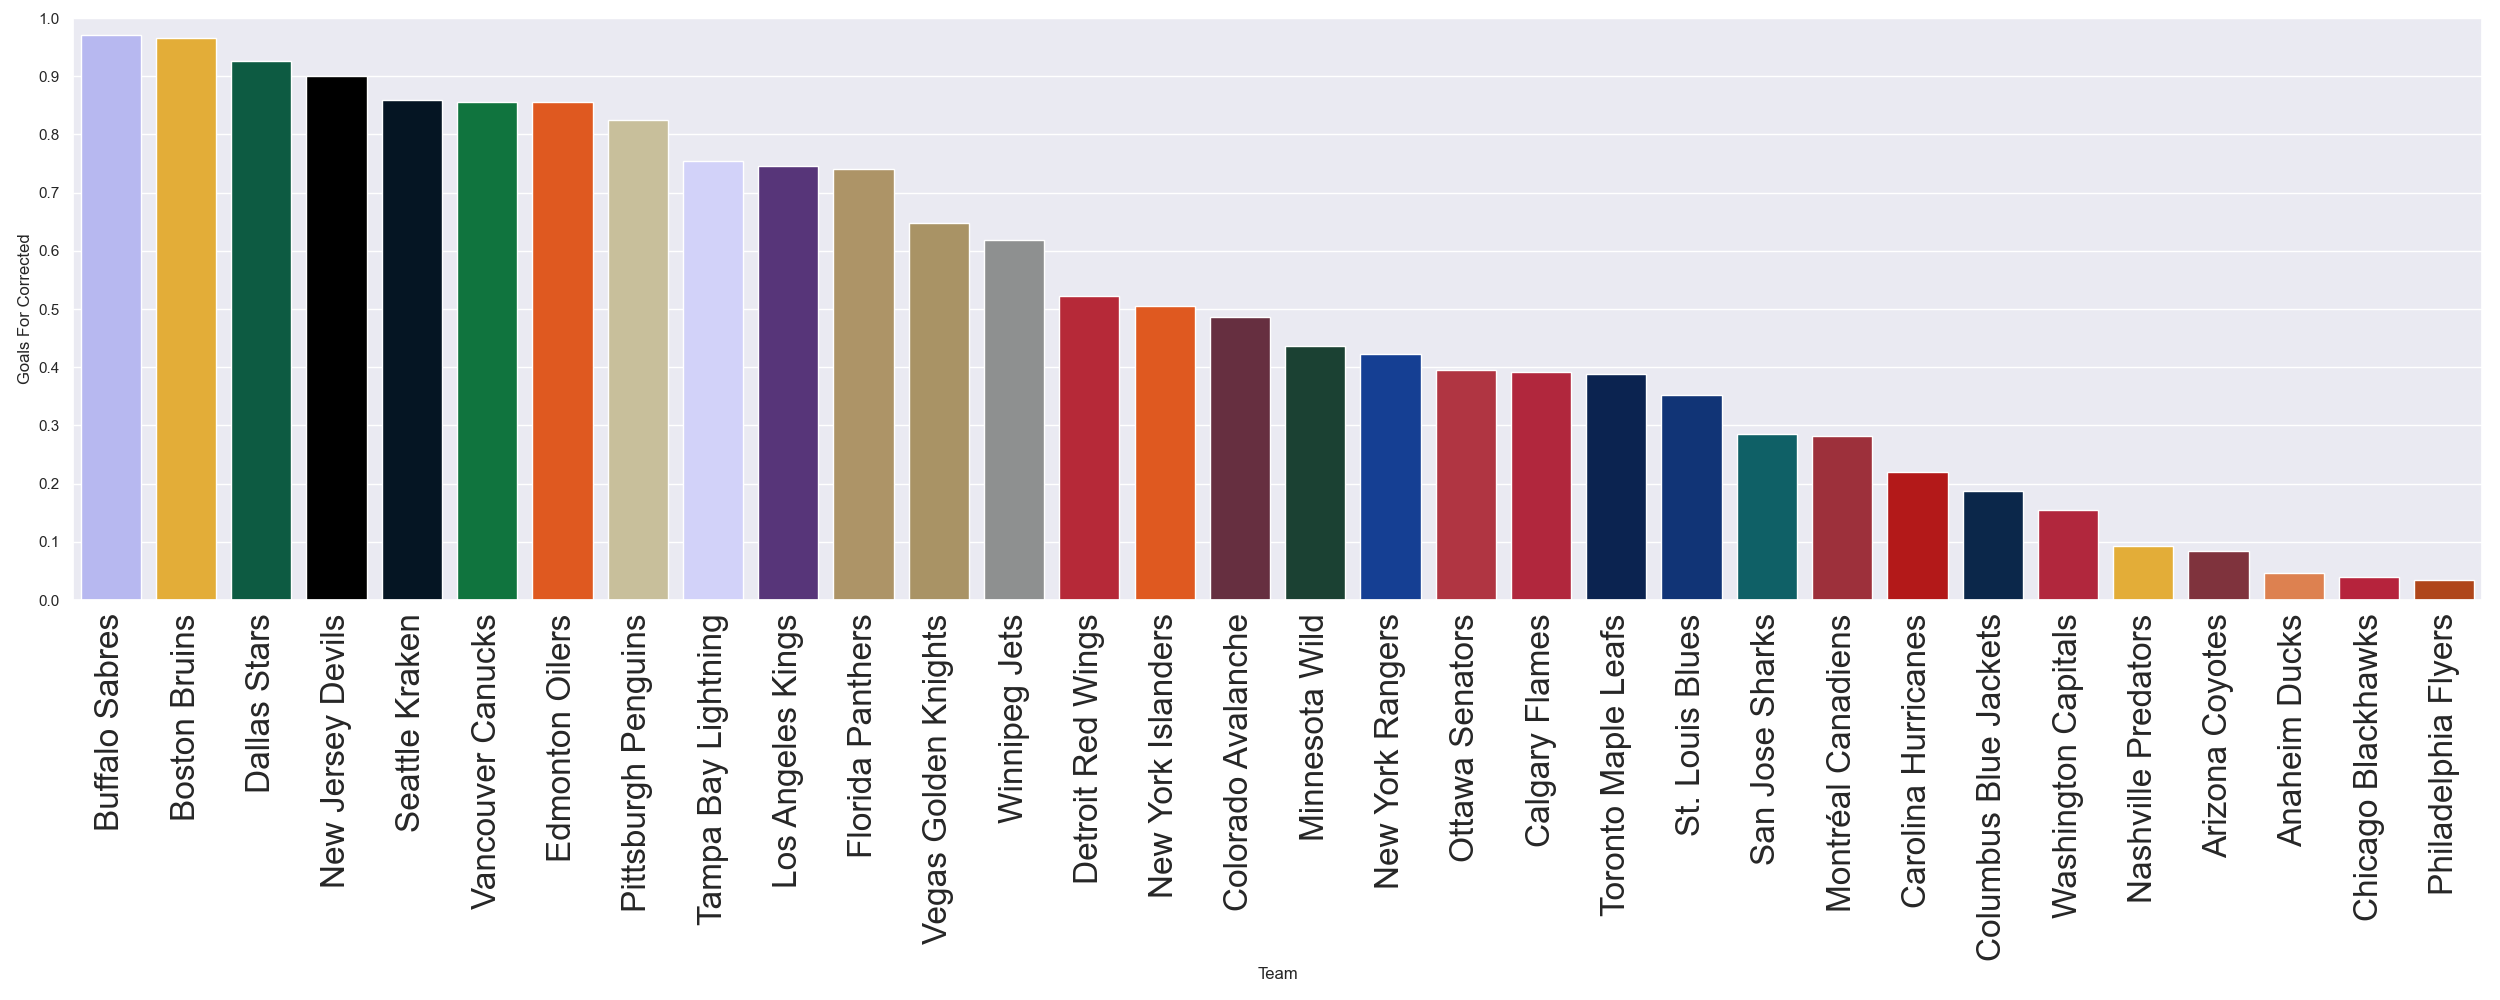 1.0
0.9
0.8
0.7
0.6
0.5
0.4
0.3
0.2
0.1
0.0
Goals For Corrected
Buffalo Sabres
Boston Bruins
Dallas Stars
New Jersey Devils
Seattle Kraken
Vancouver Canucks
Edmonton Oilers
Pittsburgh Penguins
Tampa Bay Lightning
Los Angeles Kings
Florida Panthers
Vegas Golden Knights
Winnipeg Jets
Detroit Red Wings
New York Islanders
Colorado Avalanche
Minnesota Wild
New York Rangers
Ottawa Senators
Calgary Flames
Toronto Maple Leafs
St. Louis Blues
San Jose Sharks
Montréal Canadiens
Carolina Hurricanes
Columbus Blue Jackets
Washington Capitals
Nashville Predators
Arizona Coyotes
Anaheim Ducks
Chicago Blackhawks
Philadelphia Flyers
Team